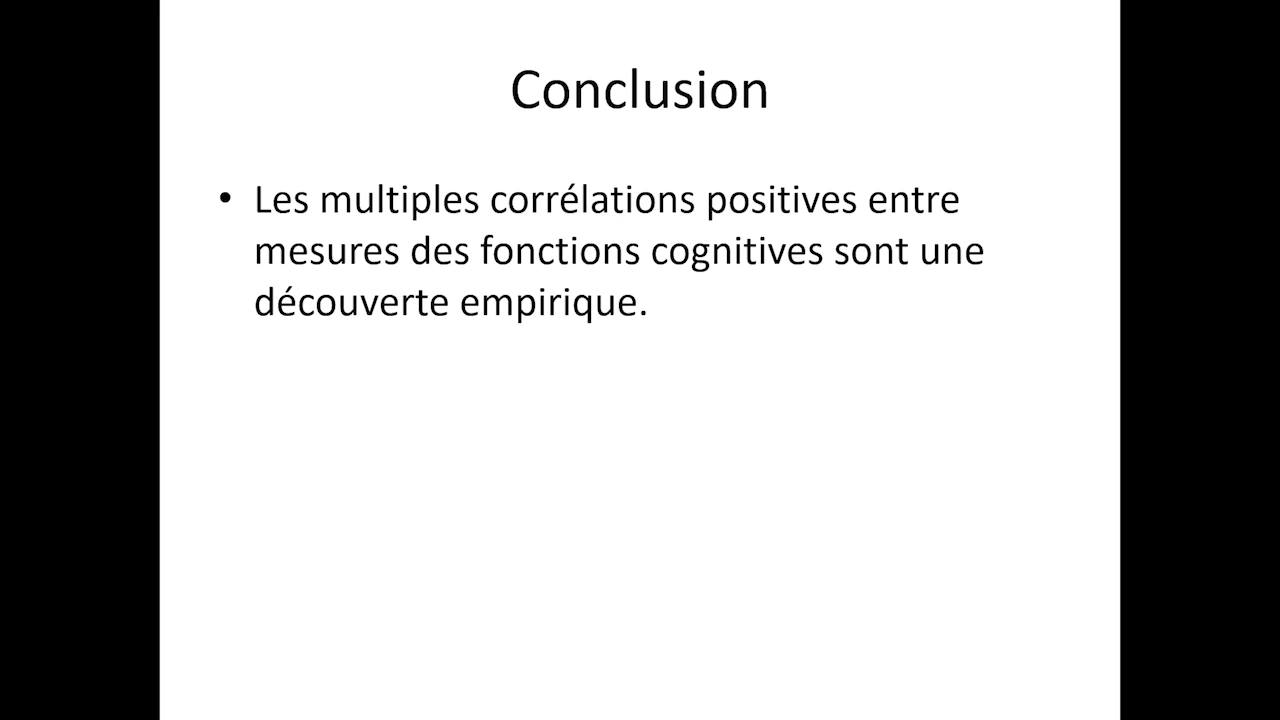 Conclusion
• Les multiples corrélations positives entre
mesures des fonctions cognitives sont une
découverte empirique.